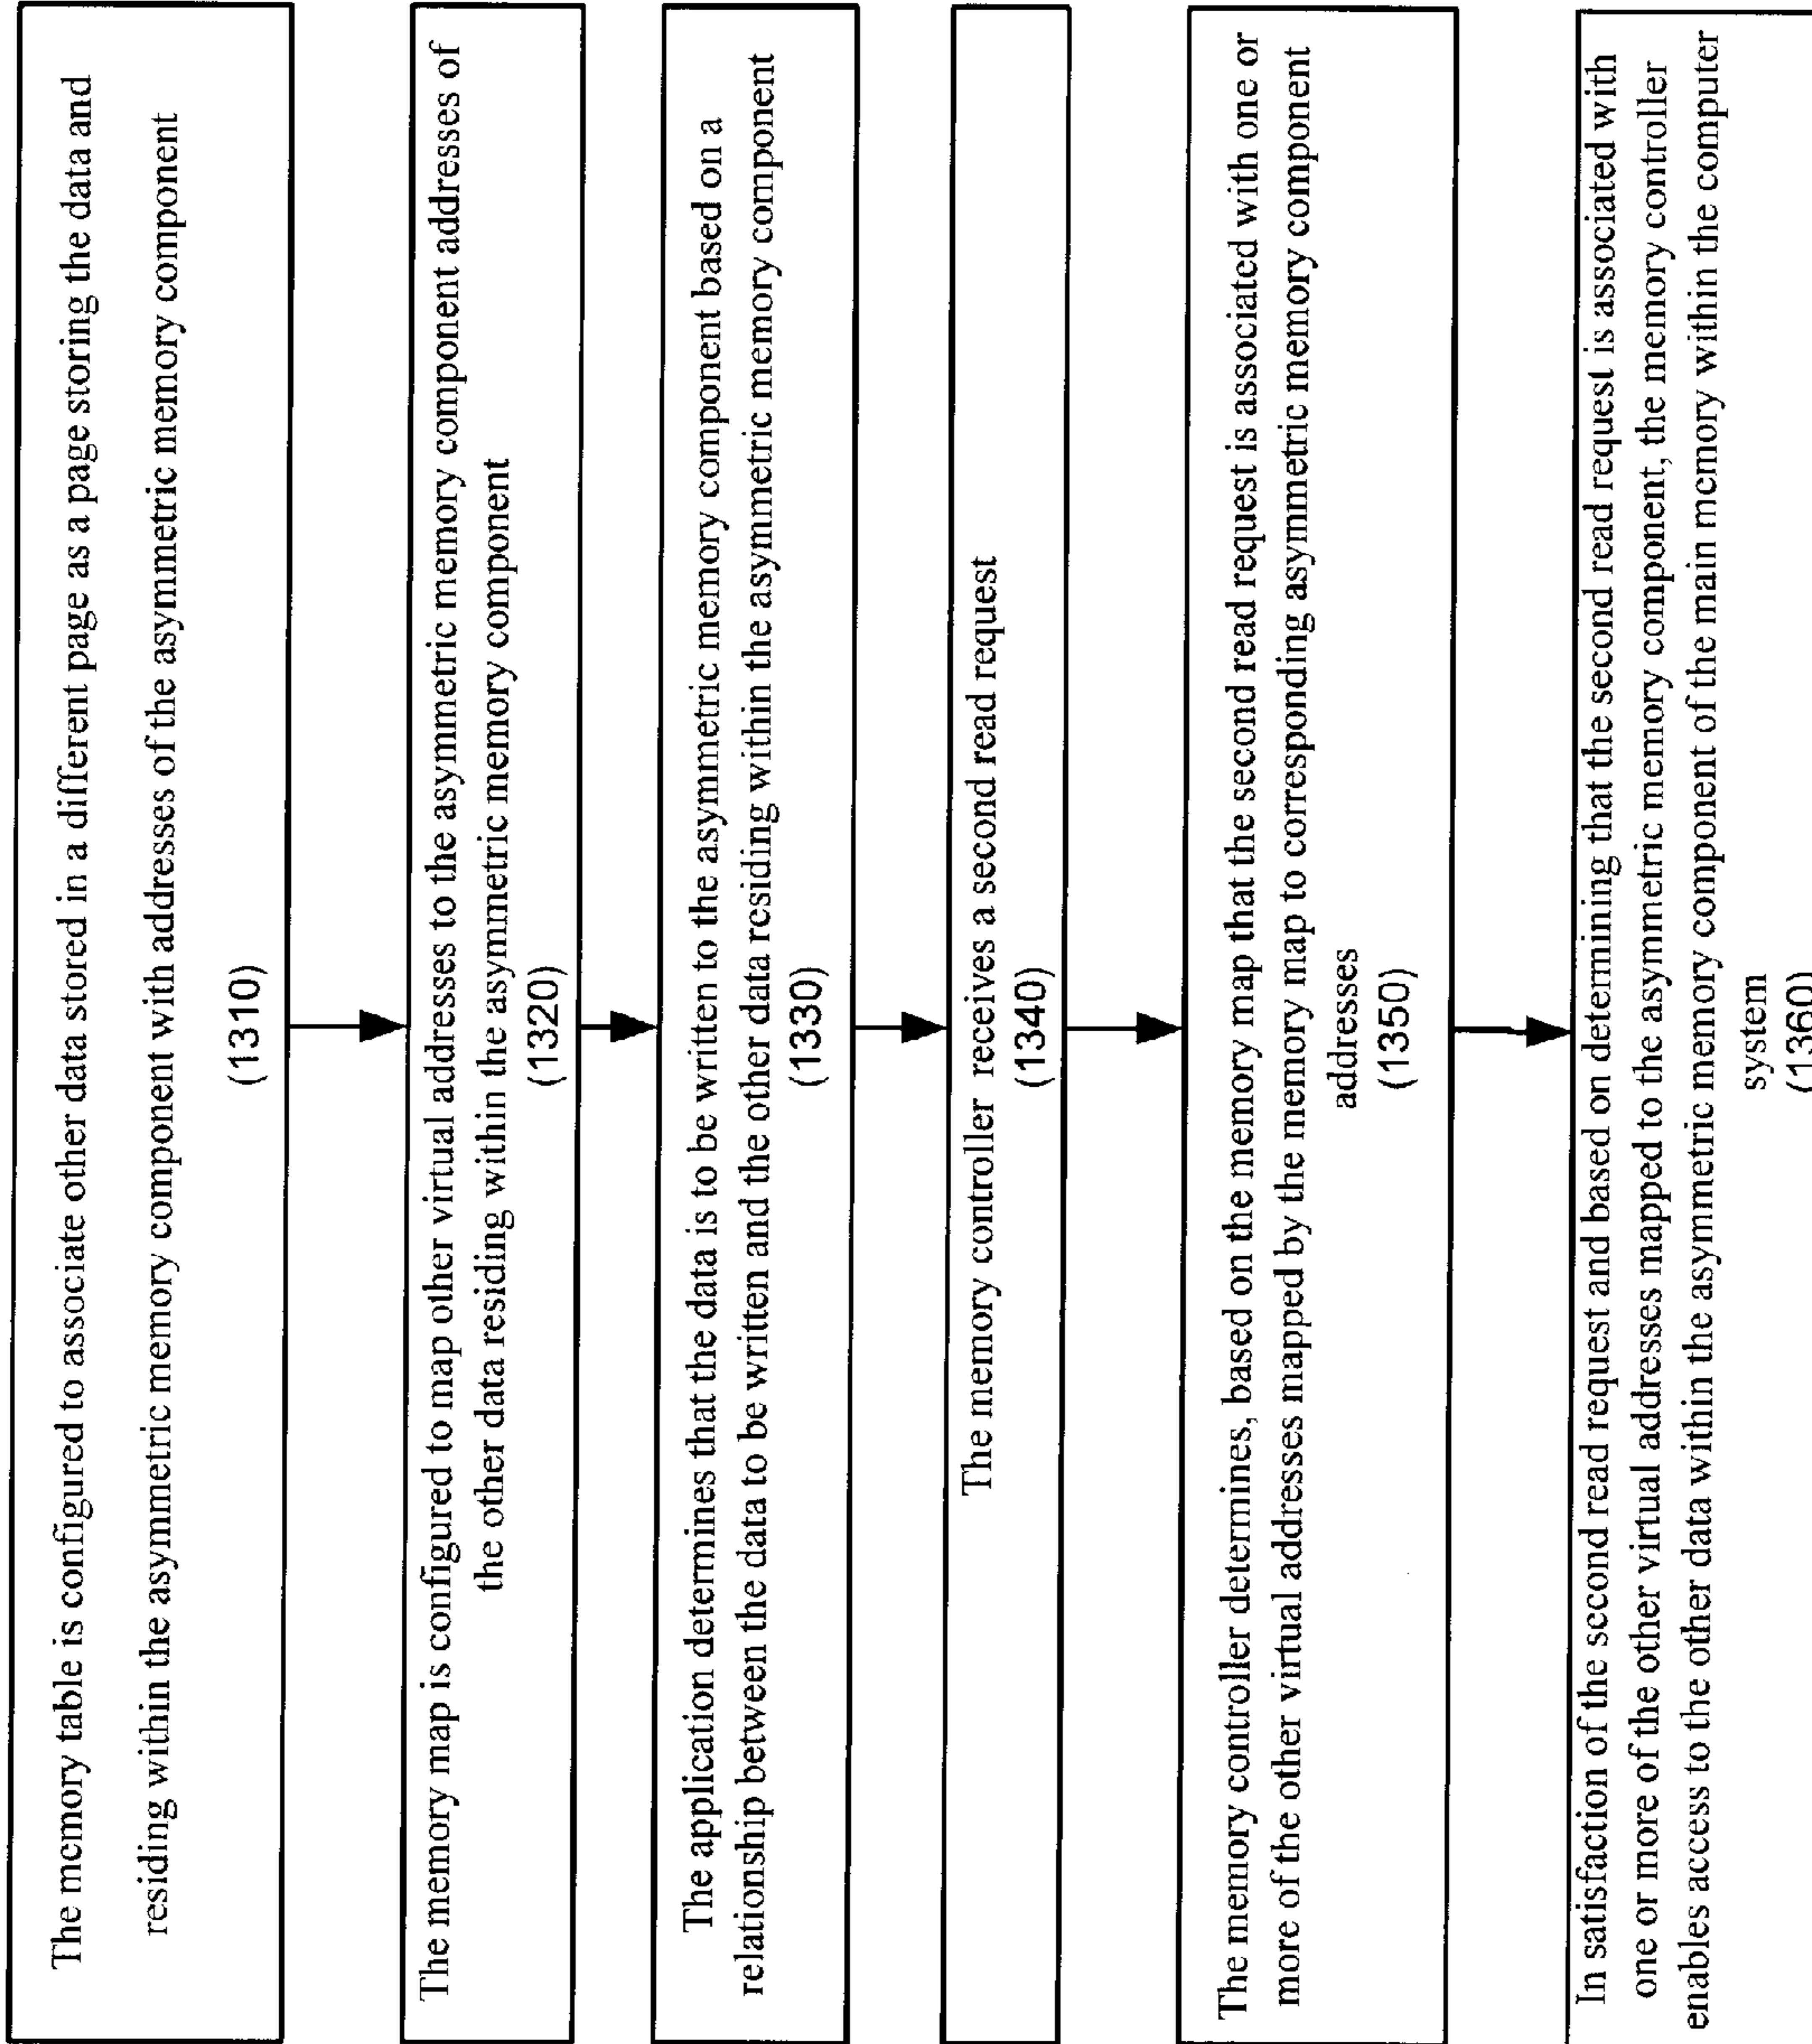 The memory table is configured to associate other data stored in a different page as a page storing the data and
residing within the asymmetric memory component with addresses of the asymmetric memory component
(1310)
The memory map is configured to map other virtual addresses to the asymmetric memory component addresses of
the other data residing within the asymmetric memory component
(1320)
The application determines that the data is to be written to the asymmetric memory component based on a
relationship between the data to be written and the other data residing within the asymmetric memory component
(1330)
The memory controller receives a second read request
(1340)
The memory controller determines, based on the memory map that the second read request is associated with one or
more of the other virtual addresses mapped by the memory map to corresponding asymmetric memory component
addresses
(1350)
In satisfaction of the second read request and based on determining that the second read request is associated with
one or more of the other virtual addresses mapped to the asymmetric memory component, the memory controller
enables access to the other data within the asymmetric memory component of the main memory within the computer
system
(1360)